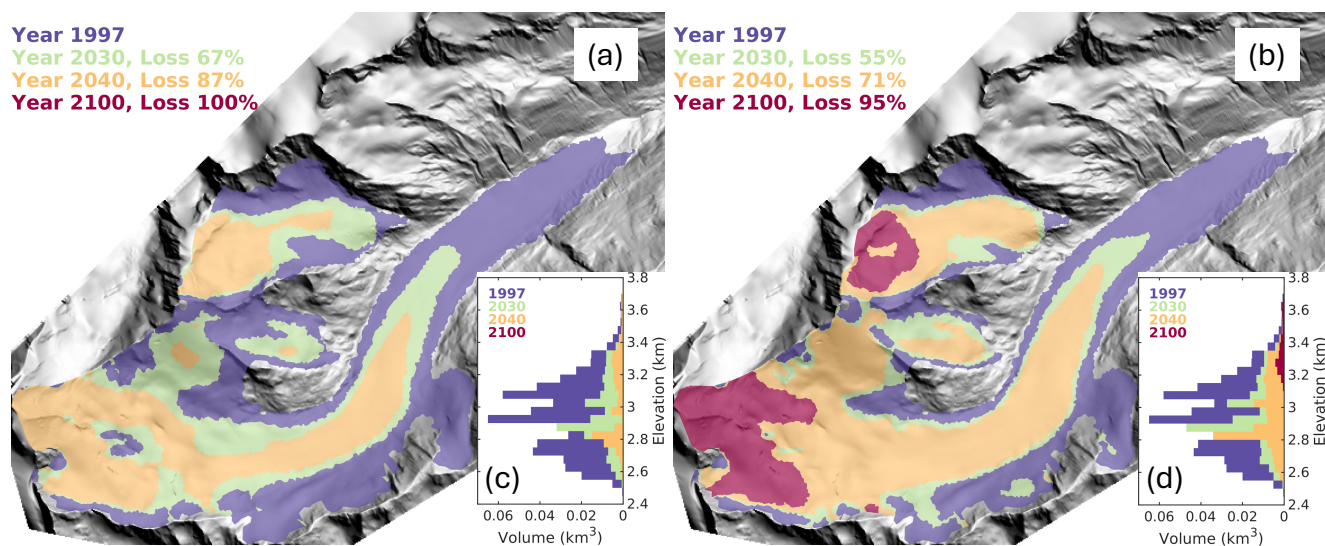 Year 1997
Year 2030, Loss 67%
Year 2040, Loss 87%
Year 2100, Loss 100%
(a)
1997
2030
2040
2100
(c)
3.8
3.6
3.4
3.2
3
2.8
2.6
2.4
Elevation (km)
0.06 0.04 0.02 0
Volume (km³)
Year 1997
Year 2030, Loss 55%
Year 2040, Loss 71%
Year 2100, Loss 95%
(b)
1997
2030
2040
2100
(d)
3.8
3.6
3.4
3.2
3
2.8
2.6
2.4
Elevation (km)
0.06 0.04 0.02 0
Volume (km³)